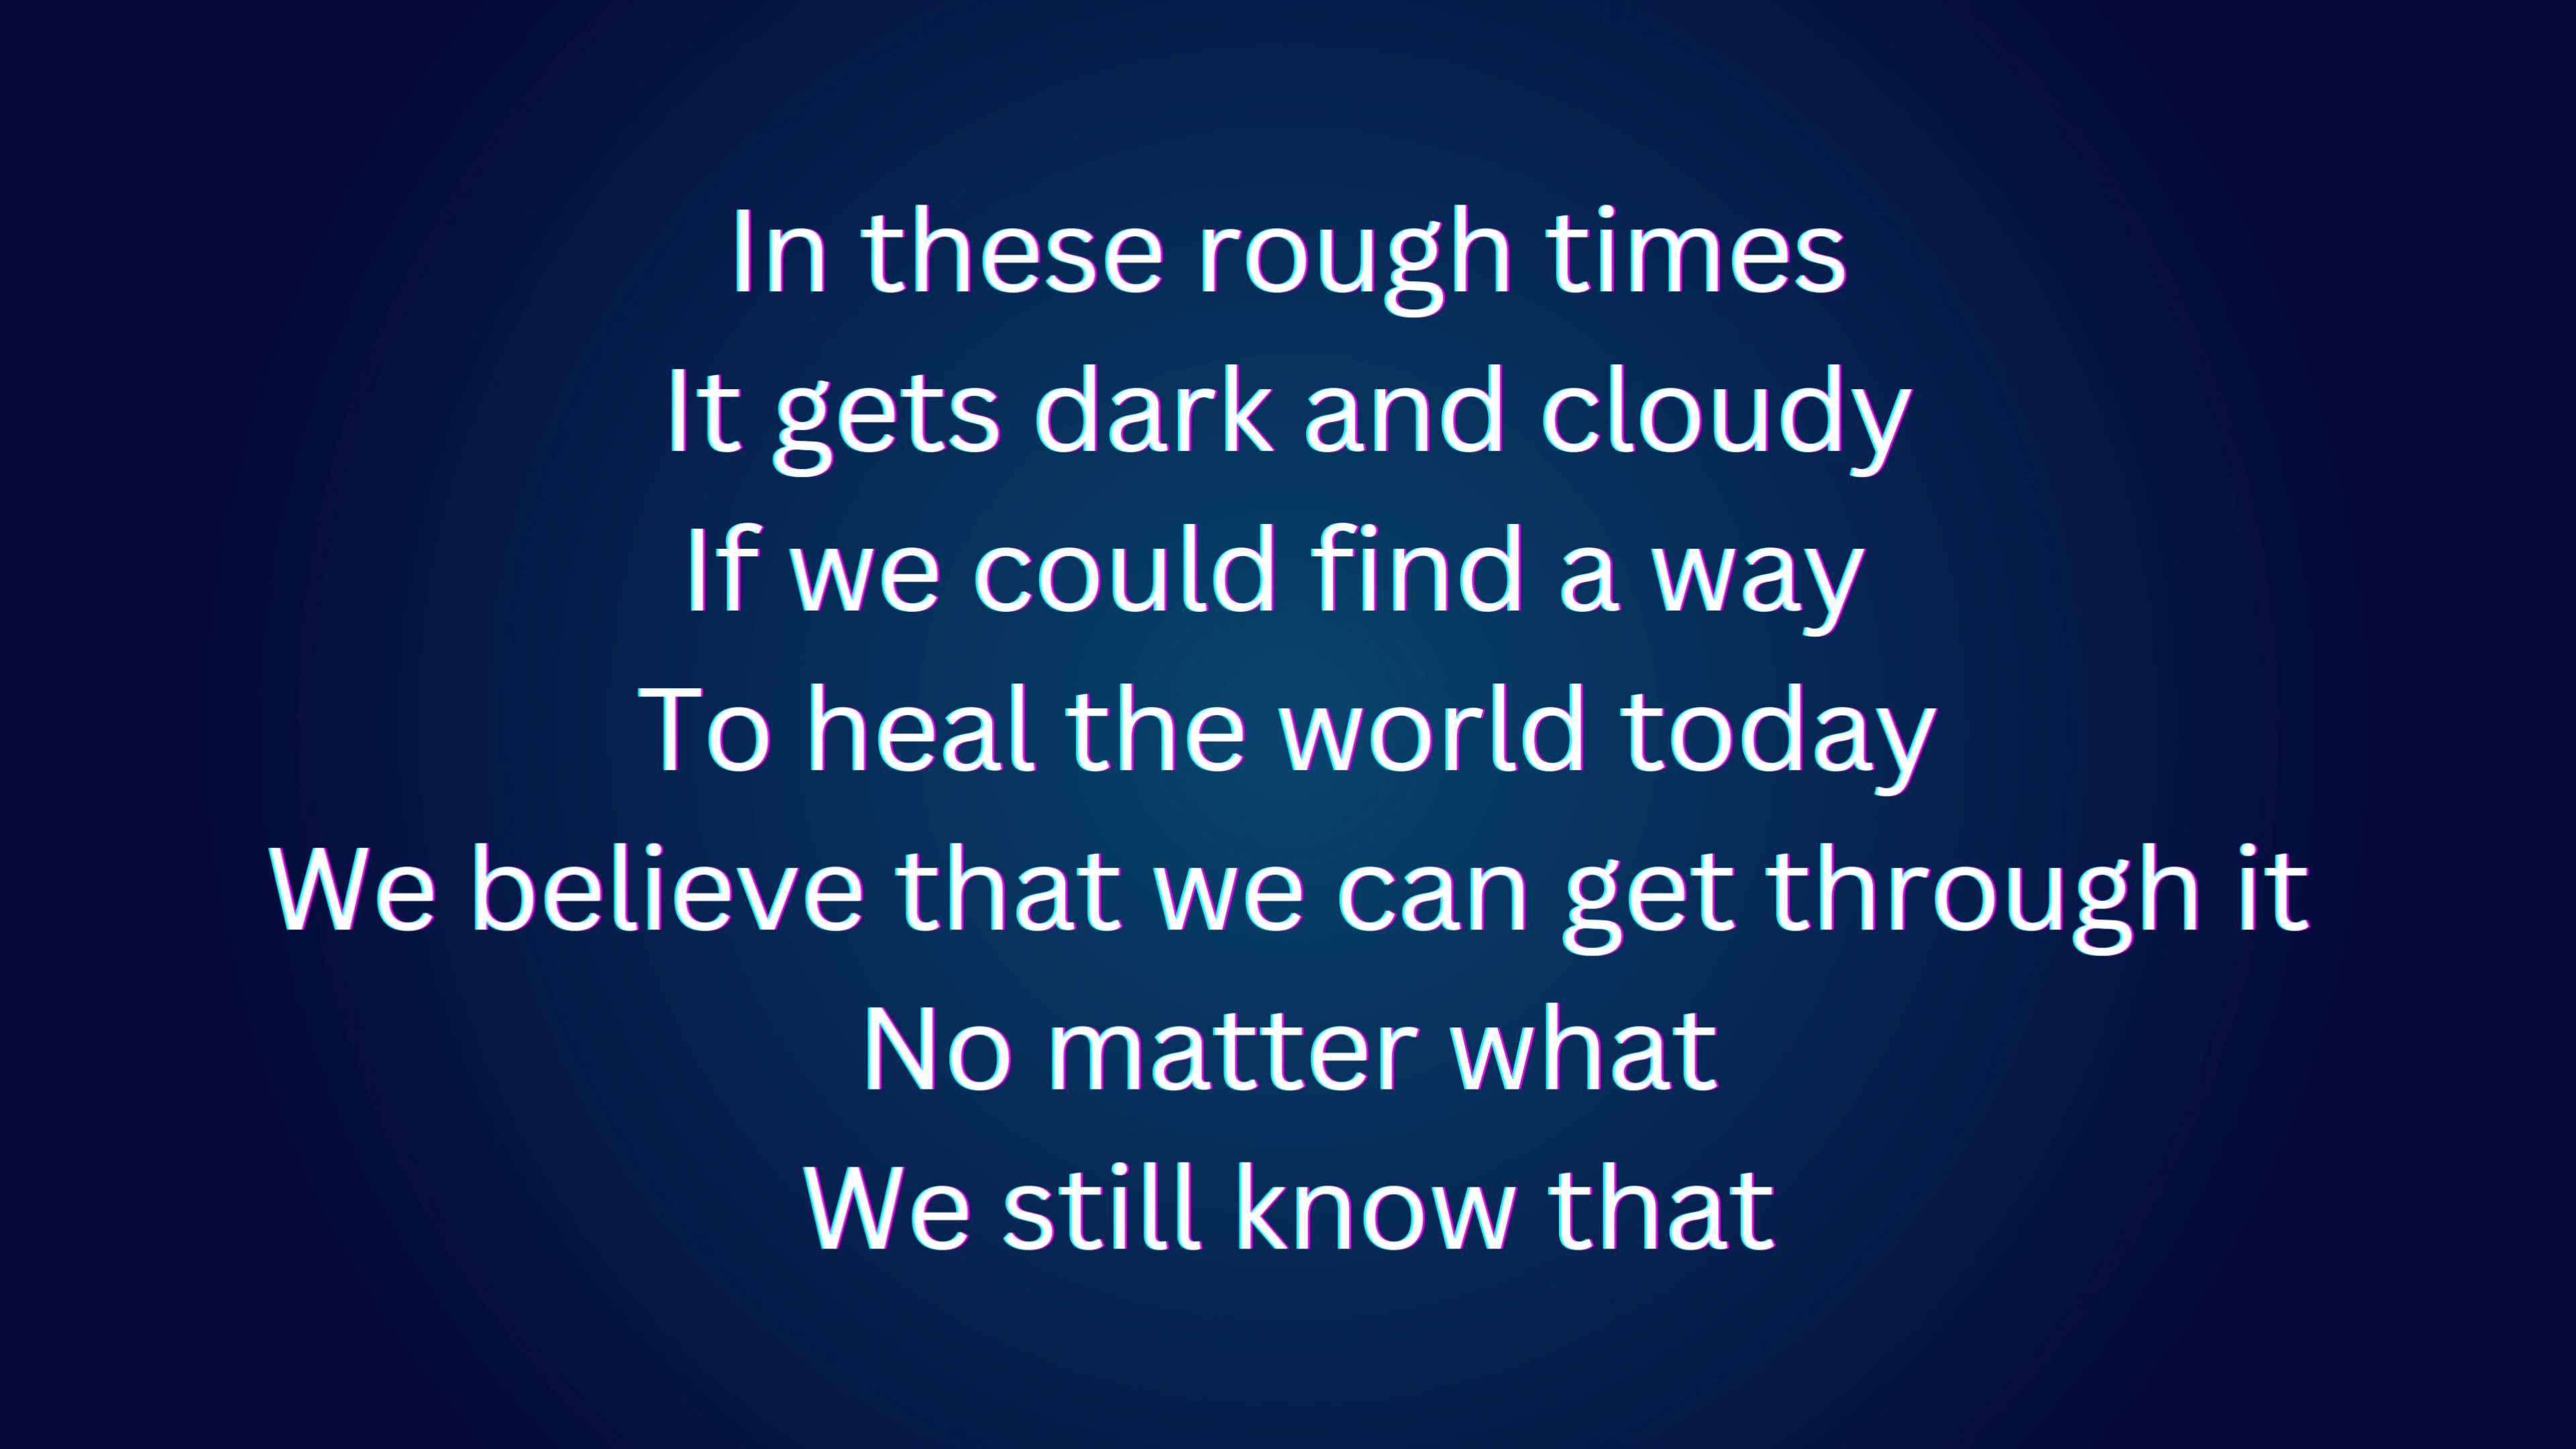 In these rough times
It gets dark and cloudy
If we could find a way
To heal the world today
We believe that we can get through it
No matter what
We still know that